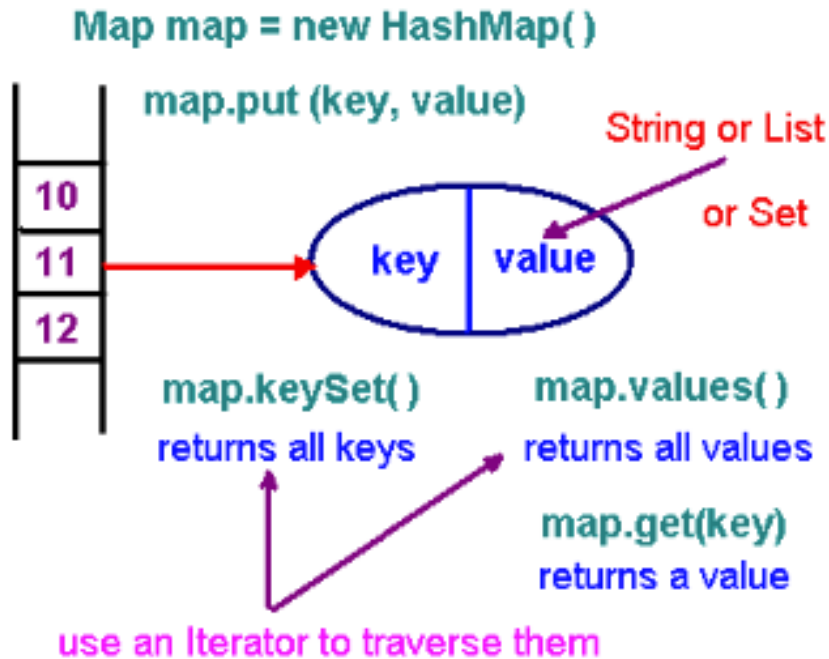 Map map = new HashMap( )
map.put (key, value)
String or List
or Set
10
11
12
key
value
map.keySet( )
returns all keys
map.values( )
returns all values
map.get(key)
returns a value
use an Iterator to traverse them